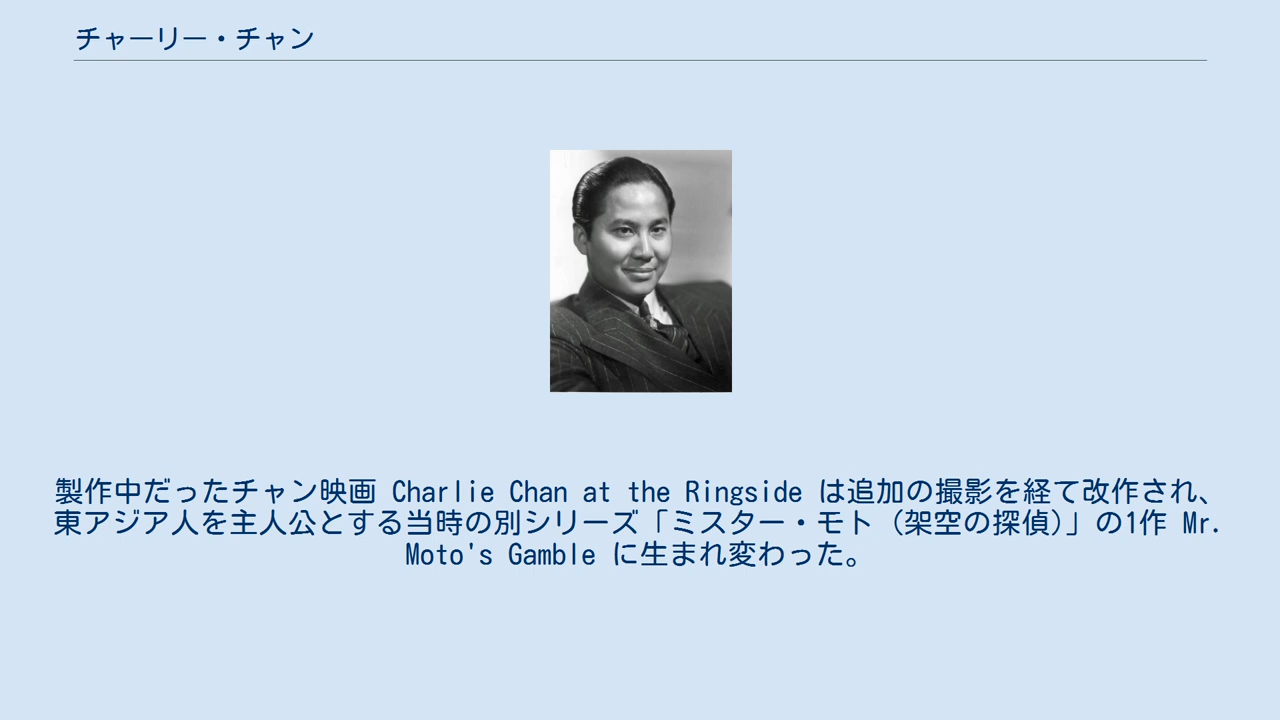 チャーリー・チャン
製作中だったチャン映画 Charlie Chan at the Ringside は追加の撮影を経て改作され、
東アジア人を主人公とする当時の別シリーズ「ミスター・モト (架空の探偵)」の1作 Mr.
Moto's Gamble に生まれ変わった。